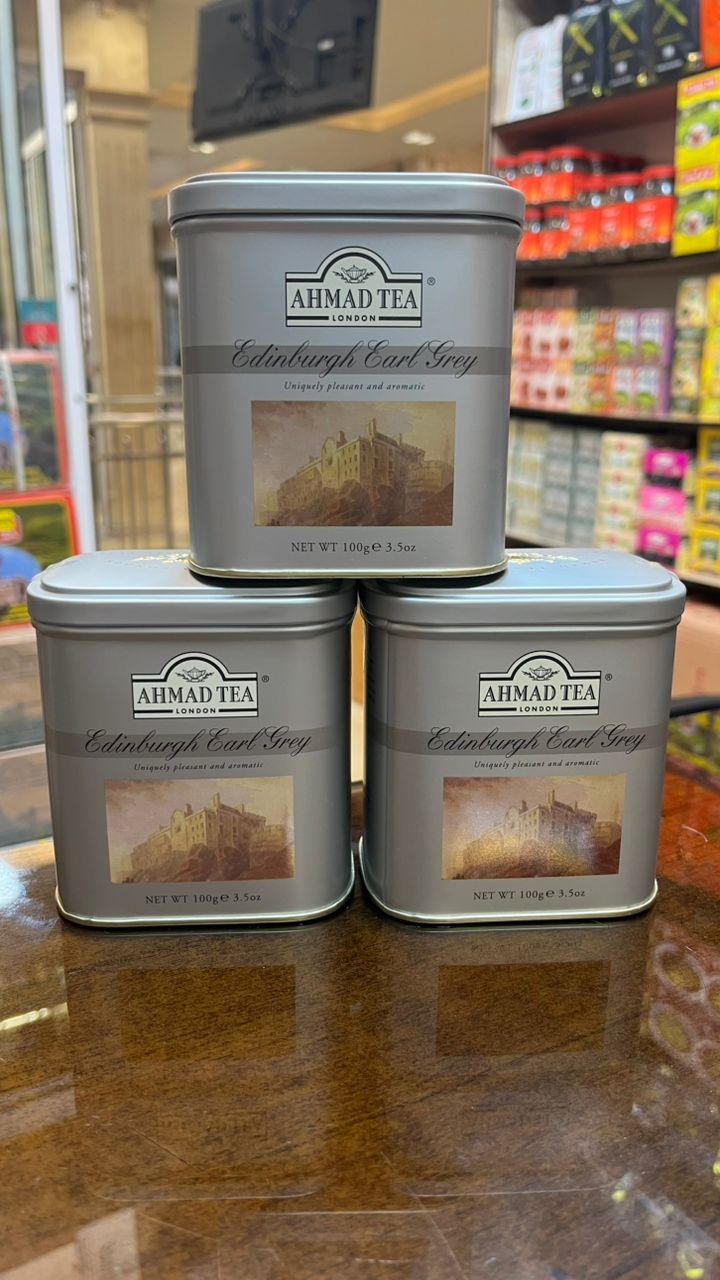 AHMAD TEA ®
LONDON
Edinburgh Earl Grey
Uniquely pleasant and aromatic
NET WT 100g ℮ 3.5oz
AHMAD TEA ®
LONDON
Edinburgh Earl Grey
Uniquely pleasant and aromatic
NET WT 100g ℮ 3.5oz
AHMAD TEA ®
LONDON
Edinburgh Earl Grey
Uniquely pleasant and aromatic
NET WT 100g ℮ 3.5oz